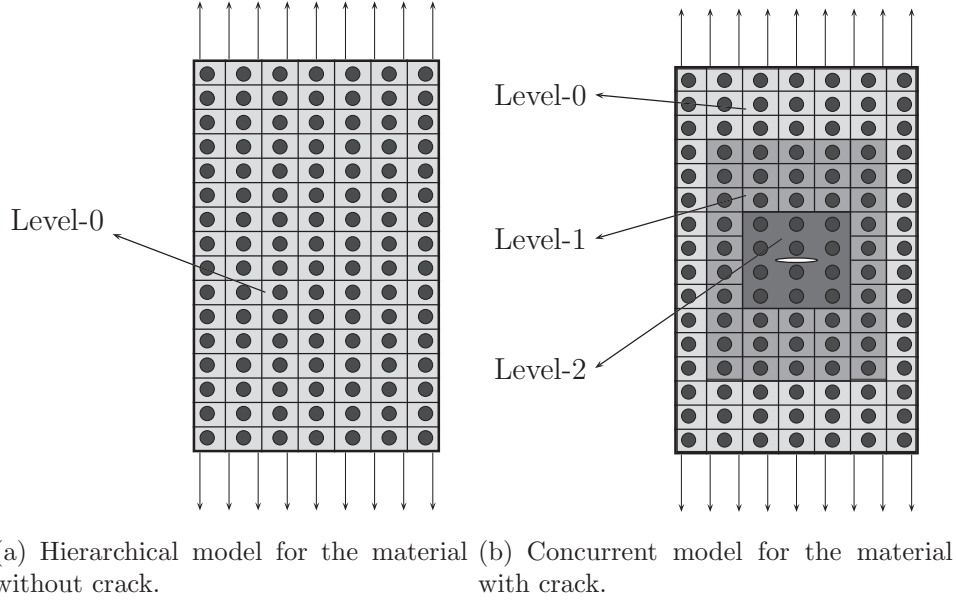 Level-0
Level-0
Level-1
Level-2
(a) Hierarchical model for the material
without crack.
(b) Concurrent model for the material
with crack.